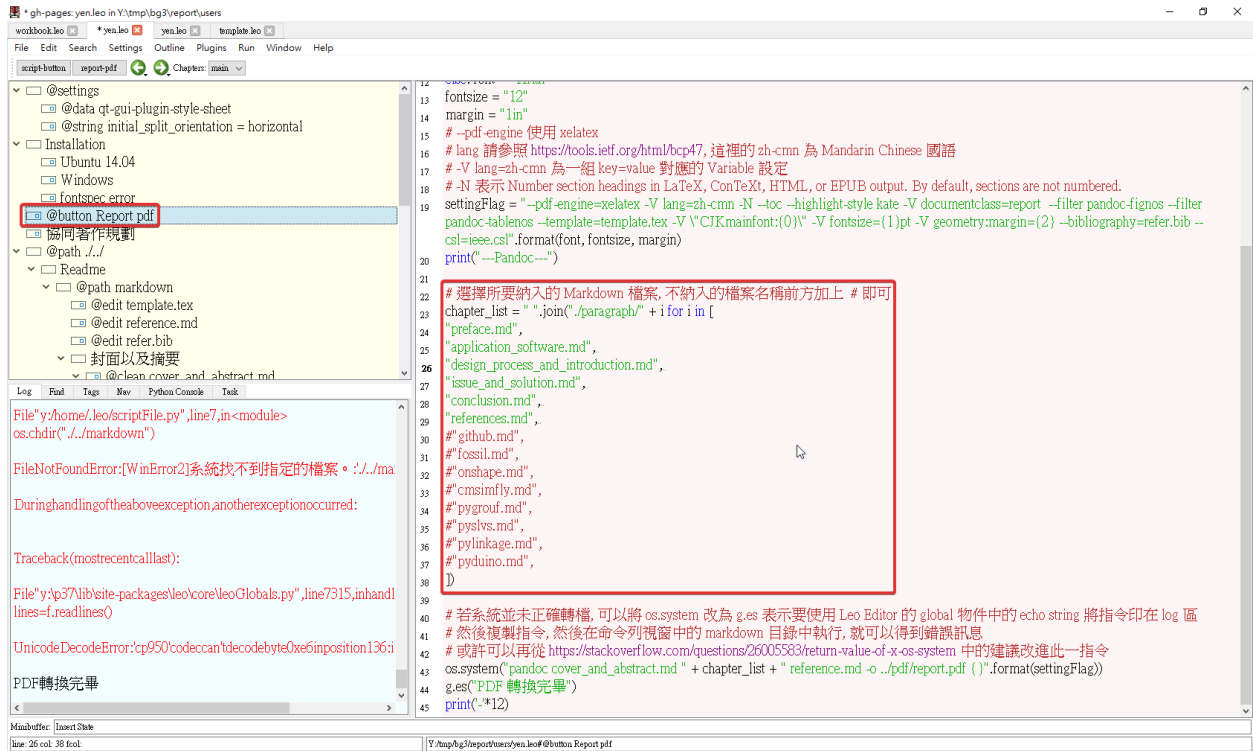 * gh-pages: yen.leo in Y:\tmp\bg3\report\users
workbook.leo * yen.leo yen.leo template.leo
File Edit Search Settings Outline Plugins Run Window Help
script-button report-pdf Chapters: main
@settings
@data qt-gui-plugin-style-sheet
@string initial_split_orientation = horizontal
Installation
Ubuntu 14.04
Windows
fontspec error
@button Report pdf
協同著作規劃
@path ./../
Readme
@path markdown
@edit template.tex
@edit reference.md
@edit refer.bib
封面以及摘要
@clean cover_and_abstract.md
Log Find Tags Nav Python Console Task
File"y:/home/.leo/scriptFile.py",line7,in<module>
os.chdir("./../markdown")
FileNotFoundError:[WinError2]系統找不到指定的檔案。:'./../ma
Duringhandlingoftheaboveexception,anotherexceptionoccurred:
Traceback(mostrecentcalllast):
File"y:\p37\lib\site-packages\leo\core\leoGlobals.py",line7315,inhandl
lines=f.readlines()
UnicodeDecodeError:'cp950'codeccan'tdecodebyte0xe6inposition136:i
PDF轉換完畢
12
13 fontsize = "12"
14 margin = "1in"
15 # --pdf-engine 使用 xelatex
16 # lang 請參照 https://tools.ietf.org/html/bcp47, 這裡的 zh-cmn 為 Mandarin Chinese 國語
17 # -V lang=zh-cmn 為一組 key=value 對應的 Variable 設定
18 # -N 表示 Number section headings in LaTeX, ConTeXt, HTML, or EPUB output. By default, sections are not numbered.
19 settingFlag = "--pdf-engine=xelatex -V lang=zh-cmn -N --toc --highlight-style kate -V documentclass=report --filter pandoc-fignos --filter
pandoc-tablenos --template=template.tex -V \"CJKmainfont:{0}\" -V fontsize={1}pt -V geometry:margin={2} --bibliography=refer.bib --
csl=ieee.csl".format(font, fontsize, margin)
20 print("---Pandoc---")
21
22 # 選擇所要納入的 Markdown 檔案, 不納入的檔案名稱前方加上 # 即可
23 chapter_list = " ".join("./paragraph/" + i for i in [
24 "preface.md",
25 "application_software.md",
26 "design_process_and_introduction.md",
27 "issue_and_solution.md",
28 "conclusion.md",
29 "references.md",
30 #"github.md",
31 #"fossil.md",
32 #"onshape.md",
33 #"cmsimfly.md",
34 #"pygrouf.md",
35 #"pyslvs.md",
36 #"pylinkage.md",
37 #"pyduino.md",
38 ])
39
40 # 若系統並未正確轉檔, 可以將 os.system 改為 g.es 表示要使用 Leo Editor 的 global 物件中的 echo string 將指令印在 log 區
41 # 然後複製指令, 然後在命令列視窗中的 markdown 目錄中執行, 就可以得到錯誤訊息
42 # 或許可以再從 https://stackoverflow.com/questions/26005583/return-value-of-x-os-system 中的建議改進此一指令
43 os.system("pandoc cover_and_abstract.md " + chapter_list + " reference.md -o ../pdf/report.pdf {}".format(settingFlag))
44 g.es("PDF 轉換完畢")
45 print('-'*12)
Minibuffer: Insert State
line: 26 col: 38 fcol: Y:/tmp/bg3/report/users/yen.leo#@button Report pdf